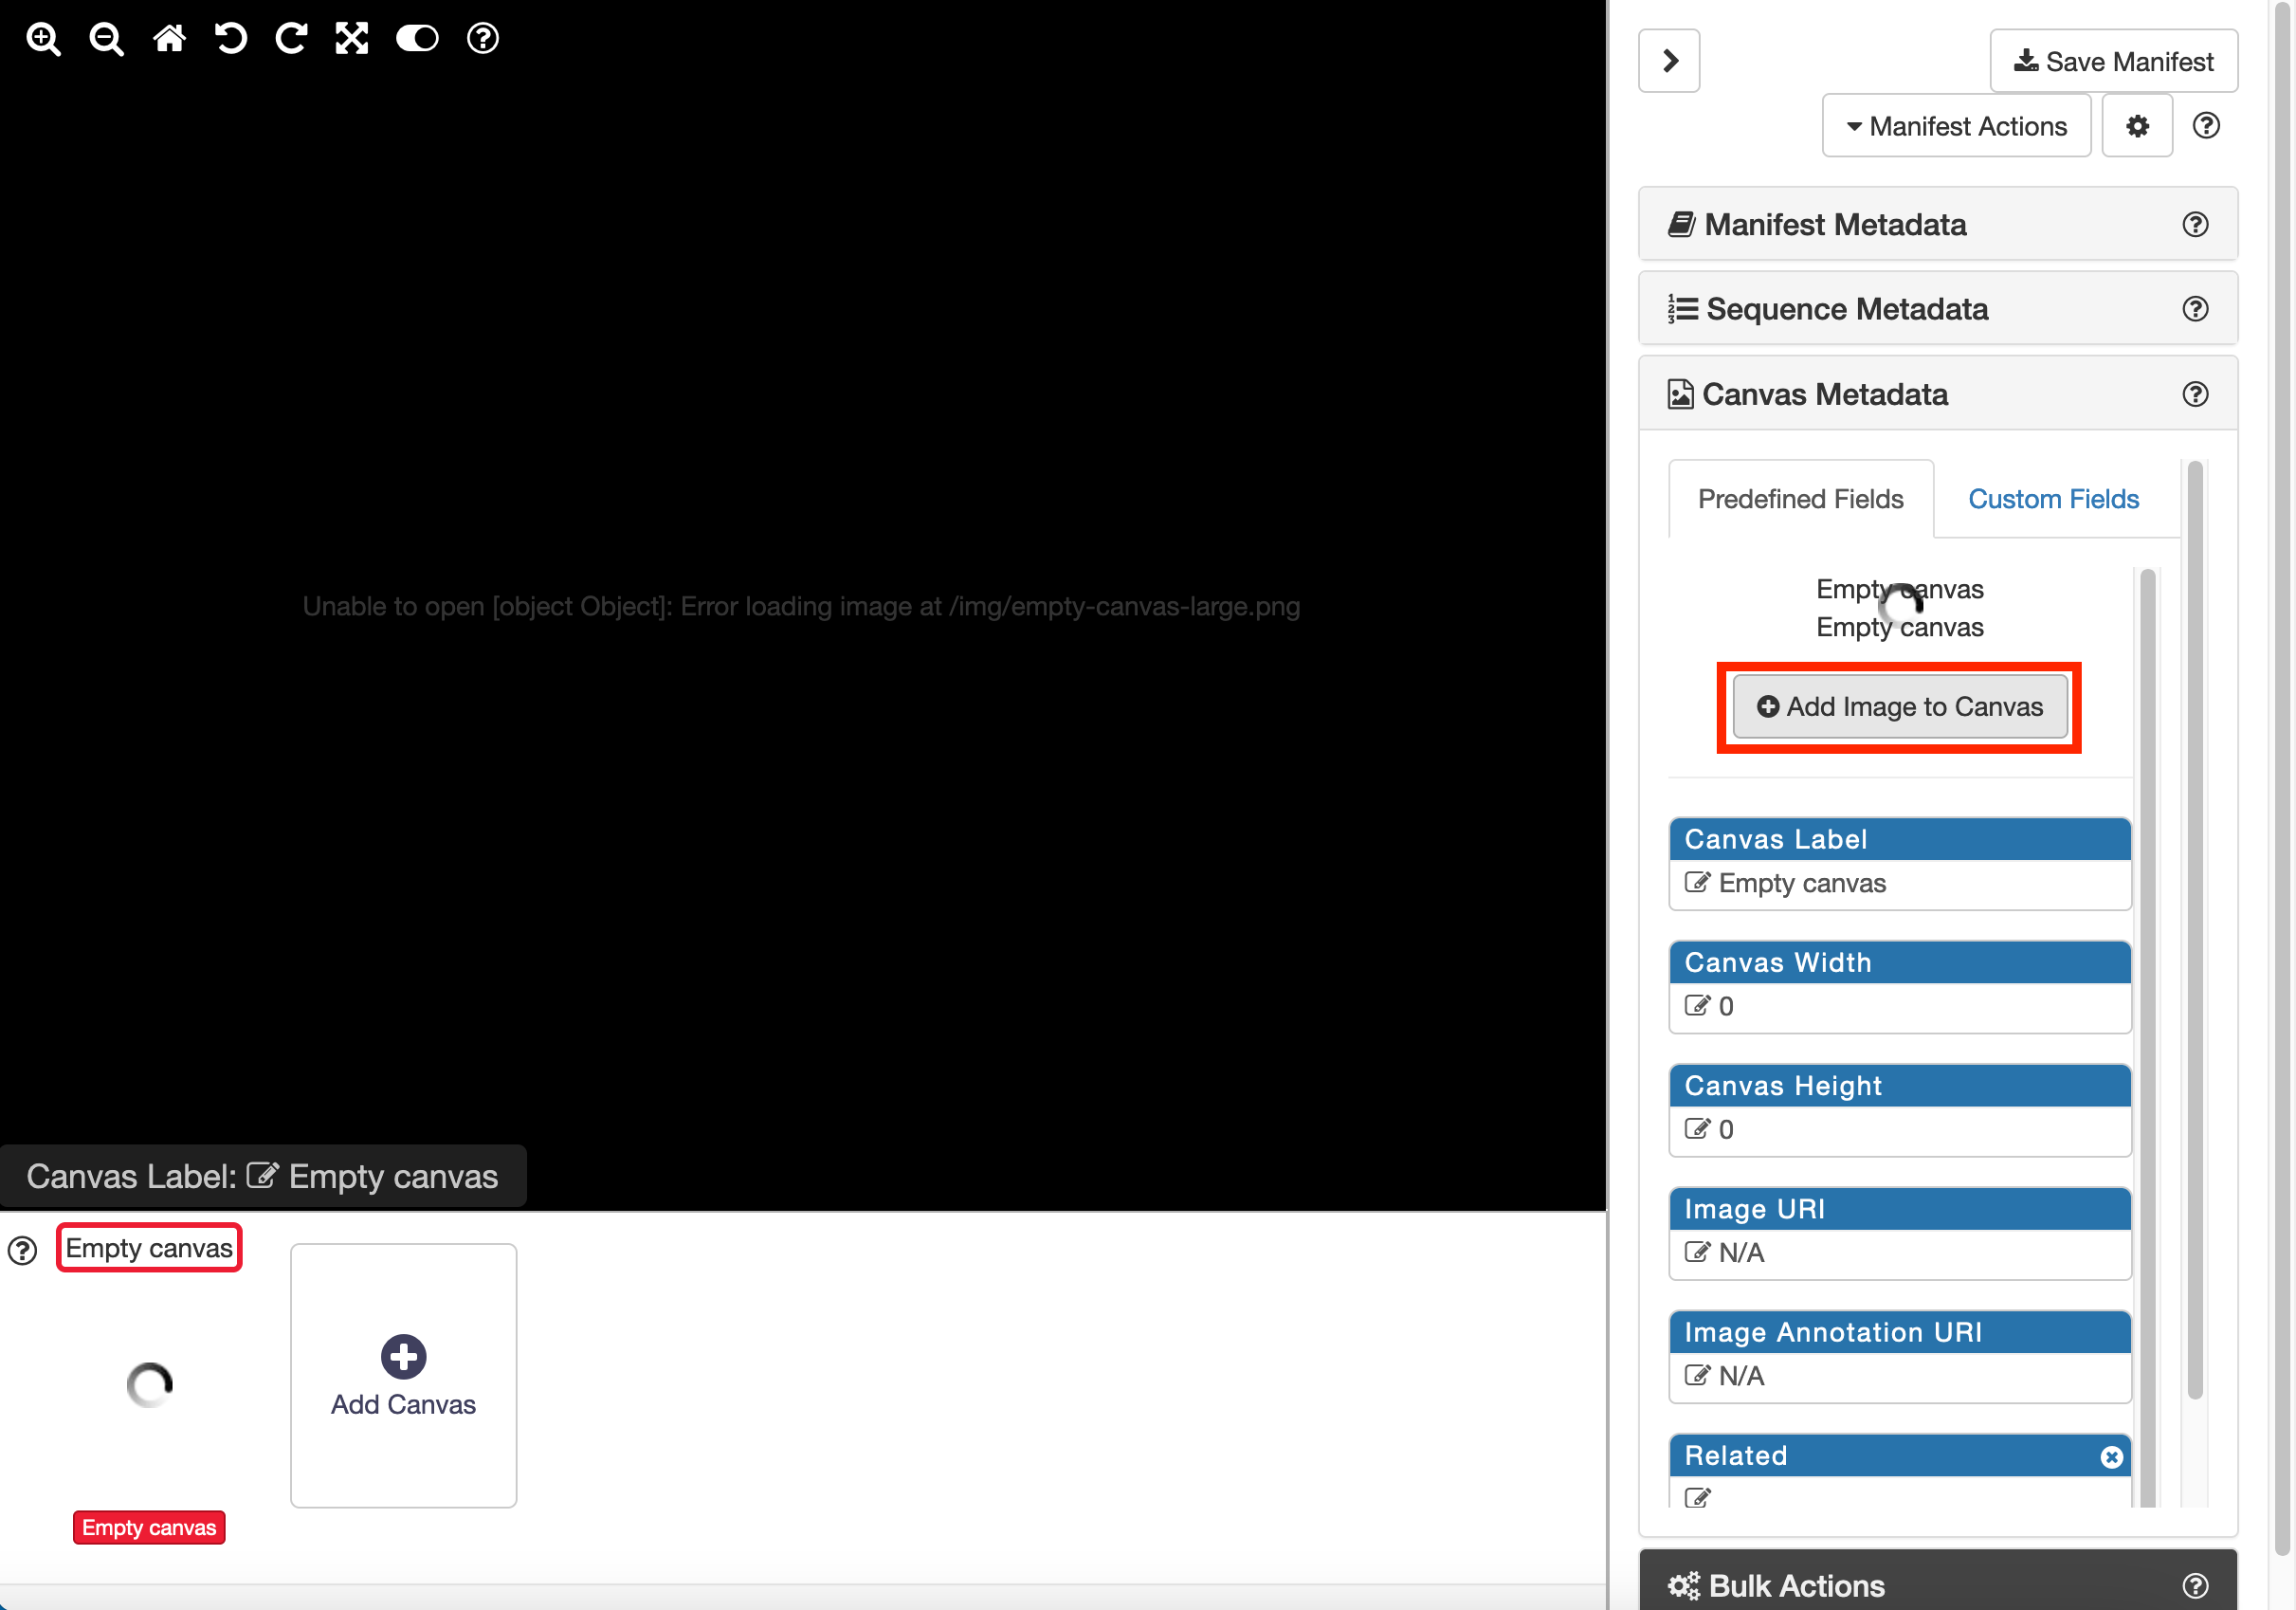 Save Manifest
Manifest Actions
Manifest Metadata
Sequence Metadata
Canvas Metadata
Predefined Fields
Custom Fields
Empty canvas
Empty canvas
Add Image to Canvas
Canvas Label
Empty canvas
Canvas Width
0
Canvas Height
0
Image URI
N/A
Image Annotation URI
N/A
Related
Bulk Actions
Unable to open [object Object]: Error loading image at /img/empty-canvas-large.png
Canvas Label: Empty canvas
Empty canvas
Add Canvas
Empty canvas